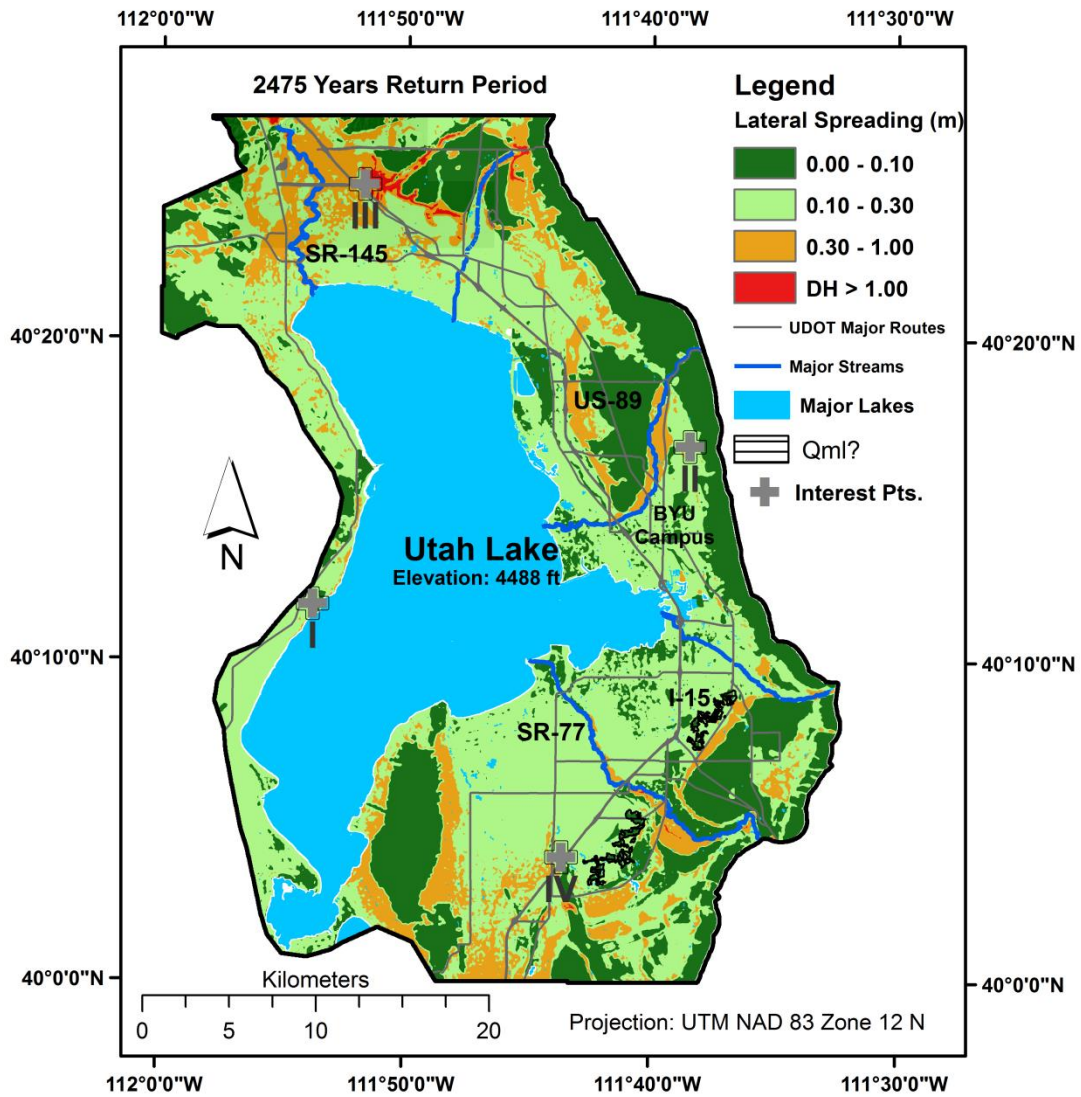 112°0'0"W 111°50'0"W 111°40'0"W 111°30'0"W
2475 Years Return Period
Legend
Lateral Spreading (m)
0.00 - 0.10
0.10 - 0.30
0.30 - 1.00
DH > 1.00
UDOT Major Routes
Major Streams
Major Lakes
Qml?
Interest Pts.
III
SR-145
40°20'0"N 40°20'0"N
US-89
II
BYU
Campus
N
Utah Lake
Elevation: 4488 ft
I
40°10'0"N 40°10'0"N
I-15
SR-77
IV
40°0'0"N 40°0'0"N
Kilometers
0 5 10 20
Projection: UTM NAD 83 Zone 12 N
112°0'0"W 111°50'0"W 111°40'0"W 111°30'0"W